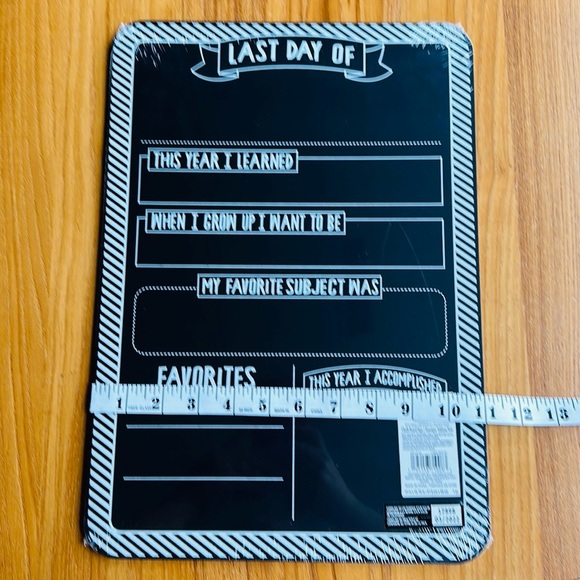 LAST DAY OF
THIS YEAR I LEARNED
WHEN I GROW UP I WANT TO BE
MY FAVORITE SUBJECT WAS
FAVORITES
THIS YEAR I ACCOMPLISHED
1 2 3 4 5 6 7 8 9 10 11 12 13